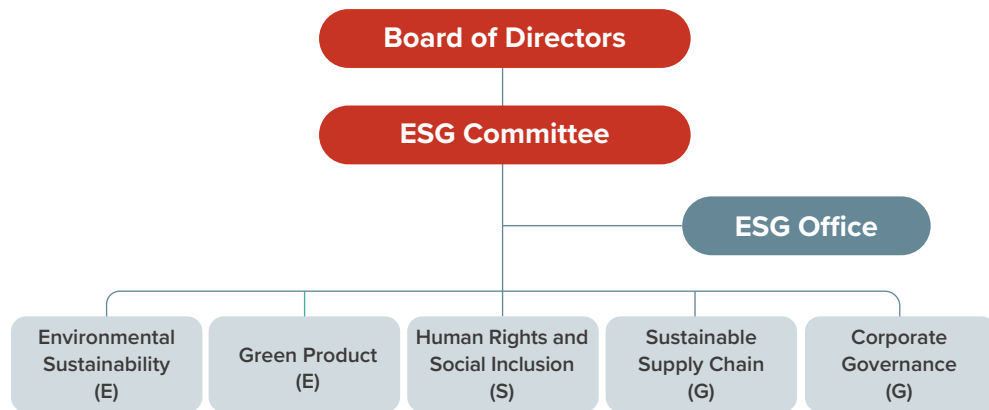 Board of Directors
ESG Committee
ESG Office
Environmental
Sustainability
(E)
Green Product
(E)
Human Rights and
Social Inclusion
(S)
Sustainable
Supply Chain
(G)
Corporate
Governance
(G)